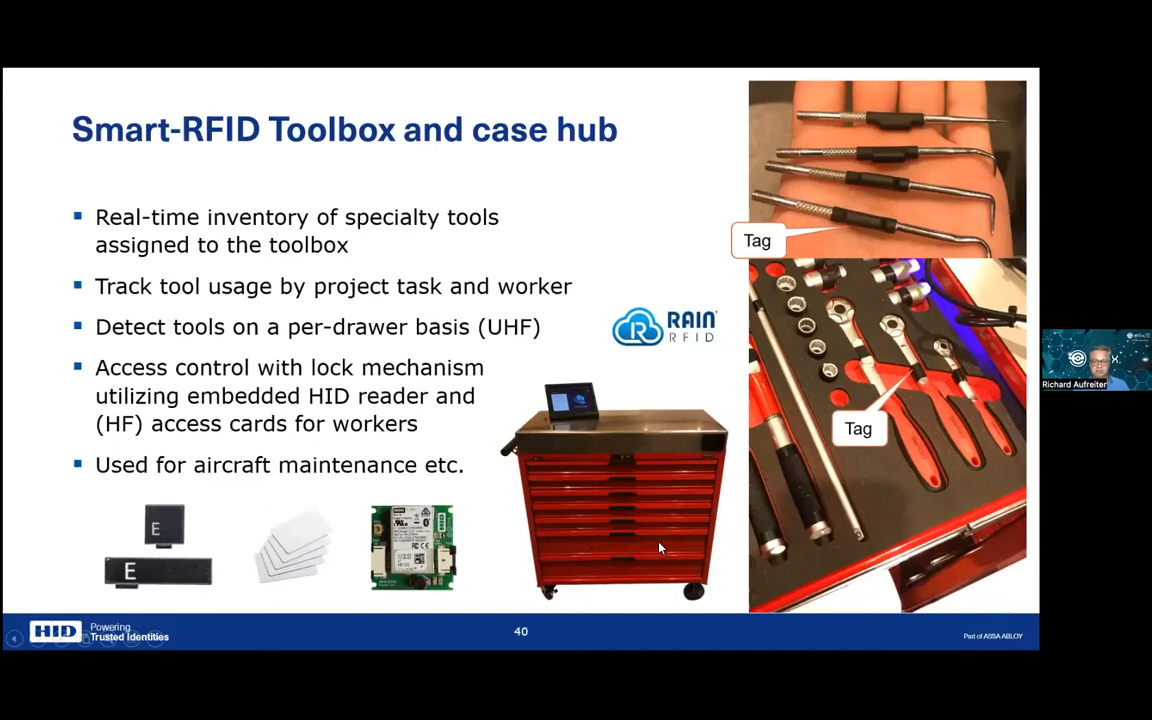 Smart-RFID Toolbox and case hub
Real-time inventory of specialty tools
assigned to the toolbox
Track tool usage by project task and worker
Detect tools on a per-drawer basis (UHF)
Access control with lock mechanism
utilizing embedded HID reader and
(HF) access cards for workers
Used for aircraft maintenance etc.
RAIN
RFID
Tag
Tag
E
E
HID
Powering
Trusted Identities
40
Part of ASSA ABLOY
Richard Aufreiter